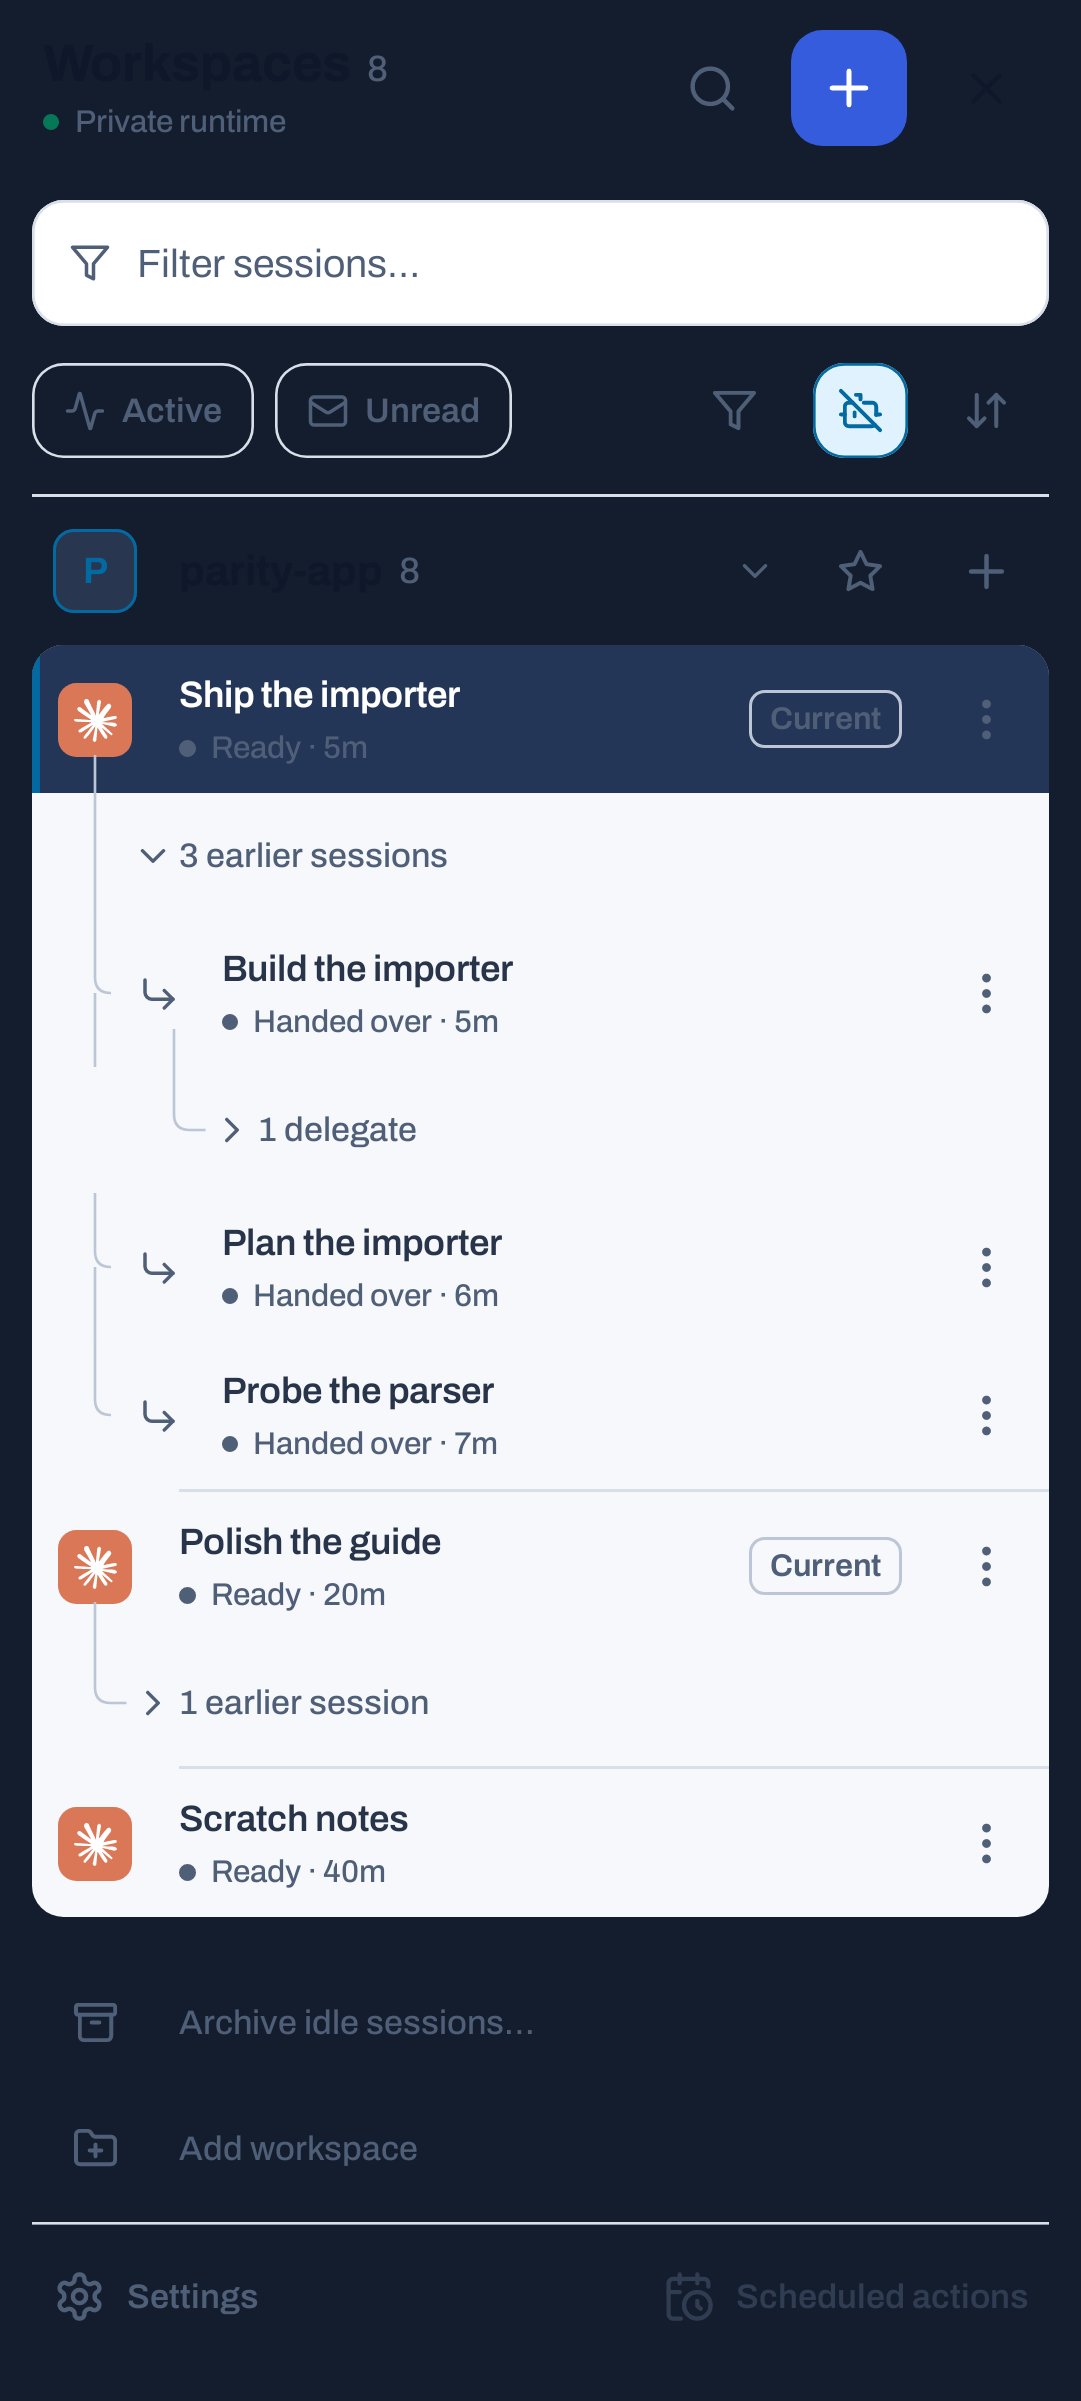 Workspaces 8
Private runtime
Filter sessions...
Active
Unread
P
parity-app 8
Ship the importer
Ready · 5m
Current
3 earlier sessions
Build the importer
Handed over · 5m
1 delegate
Plan the importer
Handed over · 6m
Probe the parser
Handed over · 7m
Polish the guide
Ready · 20m
Current
1 earlier session
Scratch notes
Ready · 40m
Archive idle sessions...
Add workspace
Settings
Scheduled actions